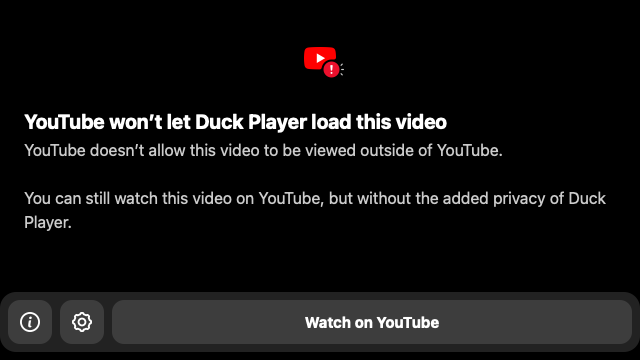 YouTube won’t let Duck Player load this video
YouTube doesn’t allow this video to be viewed outside of YouTube.
You can still watch this video on YouTube, but without the added privacy of Duck
Player.
Watch on YouTube